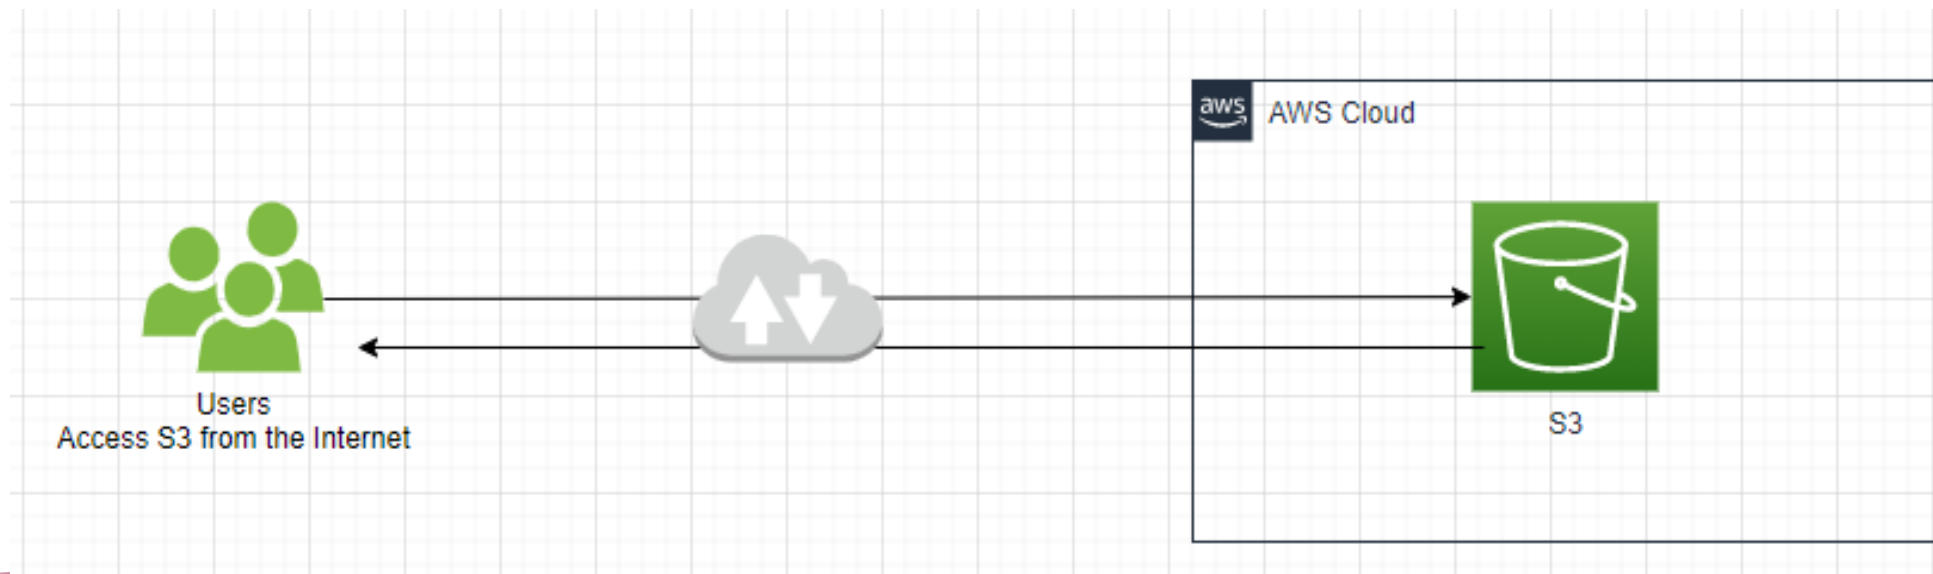 aws
AWS Cloud
Users
Access S3 from the Internet
S3